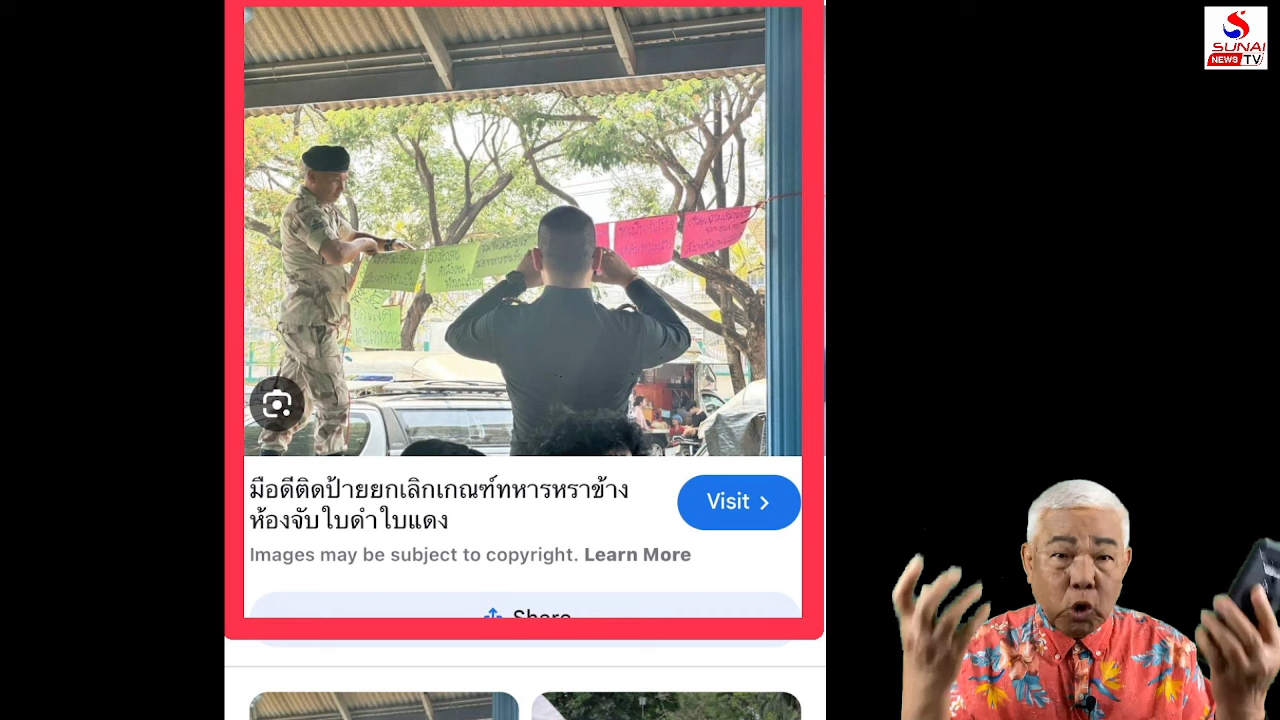 SUNAI
NEWS TV
มือดีติดป้ายยกเลิกเกณฑ์ทหารหราข้าง
ห้องจับใบดำใบแดง
Visit
Images may be subject to copyright. Learn More
Share